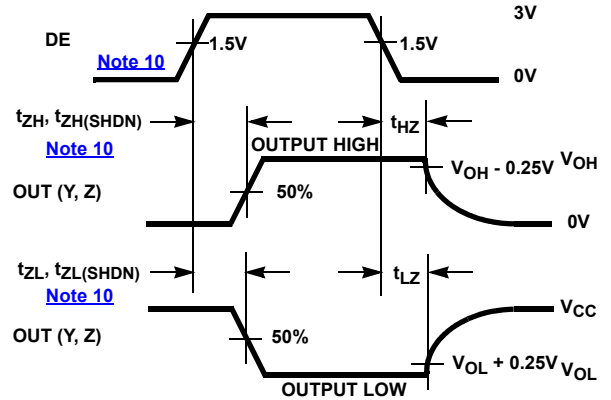 3V
DE
Note 10
1.5V
1.5V
0V
tZH, tZH(SHDN)
tHZ
Note 10
OUTPUT HIGH
VOH - 0.25V
VOH
OUT (Y, Z)
50%
0V
tZL, tZL(SHDN)
tLZ
Note 10
VCC
OUT (Y, Z)
50%
VOL + 0.25V
VOL
OUTPUT LOW